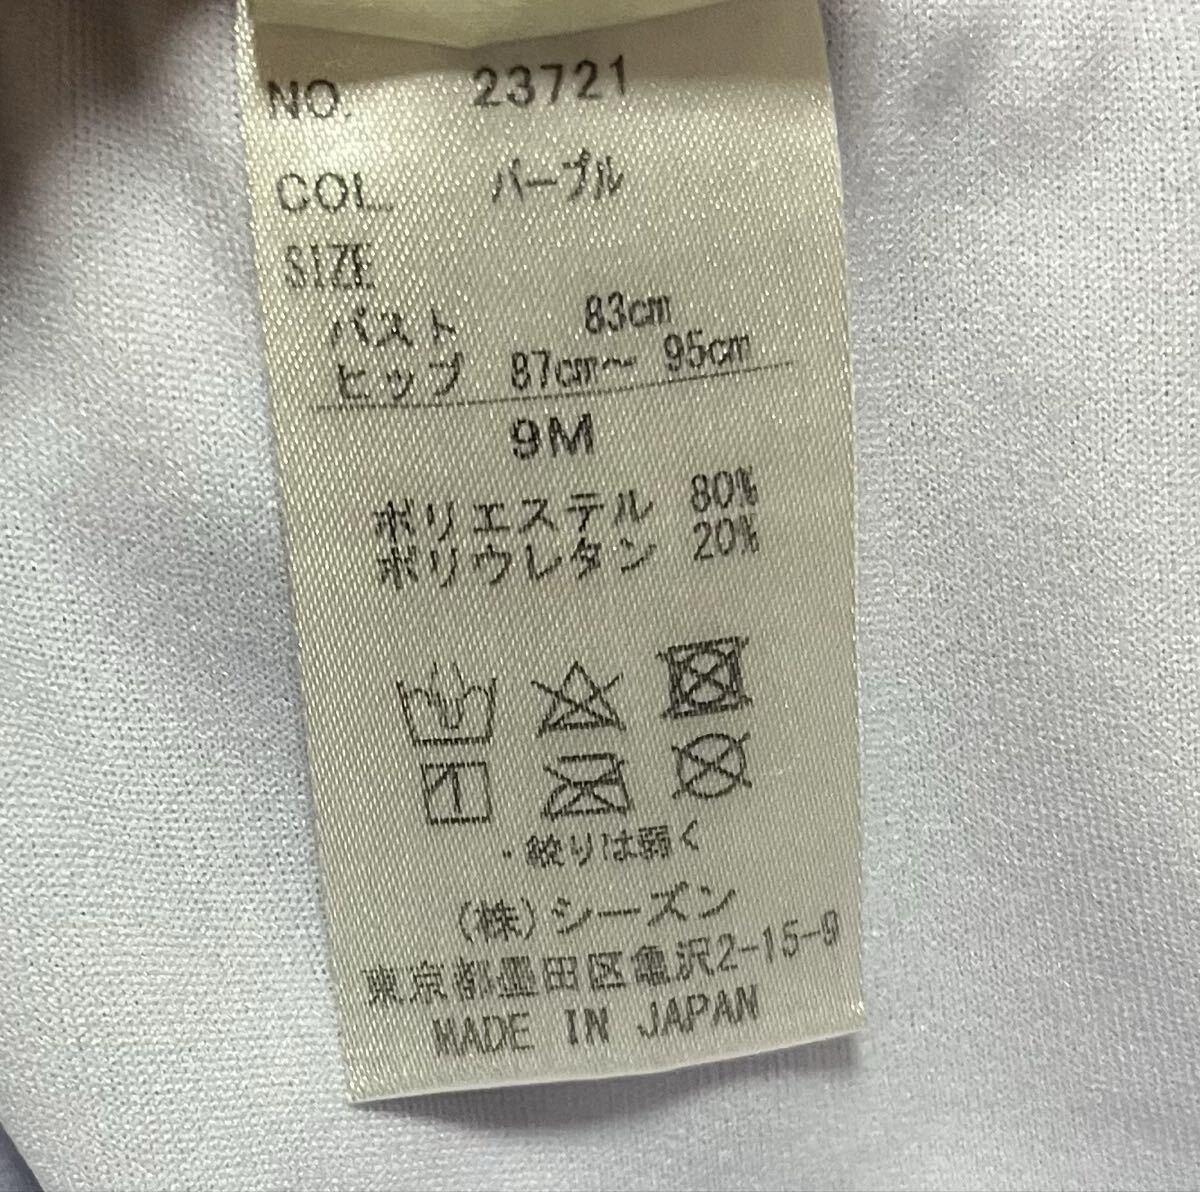 NO. 23721
COL. パープル
SIZE
バスト 83cm
ヒップ 87cm〜 95cm
9M
ポリエステル 80%
ポリウレタン 20%
・絞りは弱く
(株)シーズン
東京都墨田区亀沢2-15-9
MADE IN JAPAN